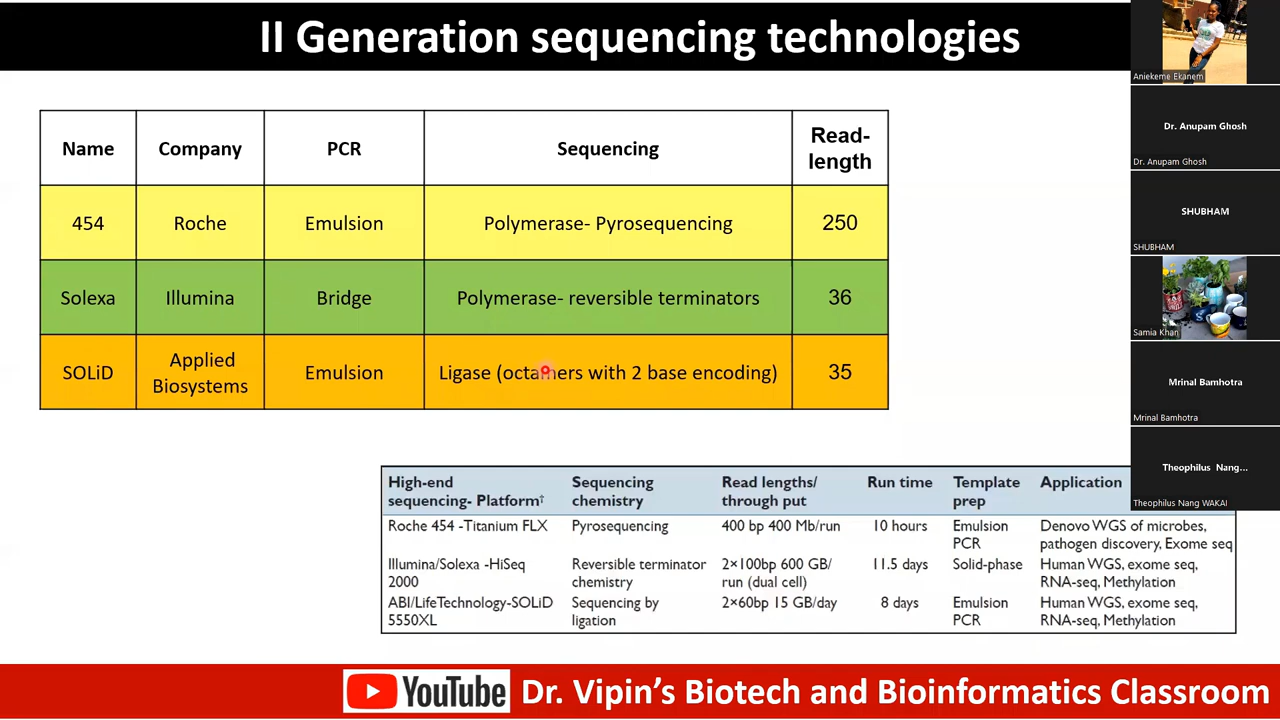 II Generation sequencing technologies
Name Company PCR Sequencing Read-
length
454 Roche Emulsion Polymerase- Pyrosequencing 250
Solexa Illumina Bridge Polymerase- reversible terminators 36
SOLiD Applied
Biosystems Emulsion Ligase (octamers with 2 base encoding) 35
High-end
sequencing- Platform† Sequencing
chemistry Read lengths/
through put Run time Template
prep Application
Roche 454 -Titanium FLX Pyrosequencing 400 bp 400 Mb/run 10 hours Emulsion
PCR Denovo WGS of microbes,
pathogen discovery, Exome seq
Illumina/Solexa -HiSeq
2000 Reversible terminator
chemistry 2×100bp 600 GB/
run (dual cell) 11.5 days Solid-phase Human WGS, exome seq,
RNA-seq, Methylation
ABI/LifeTechnology-SOLiD
5550XL Sequencing by
ligation 2×60bp 15 GB/day 8 days Emulsion
PCR Human WGS, exome seq,
RNA-seq, Methylation
YouTube Dr. Vipin's Biotech and Bioinformatics Classroom
Aniekeme Ekanem
Dr. Anupam Ghosh
Dr. Anupam Ghosh
SHUBHAM
SHUBHAM
Samia Khan
Mrinal Bamhotra
Mrinal Bamhotra
Theophilus Nang...
Theophilus Nang WAKAI